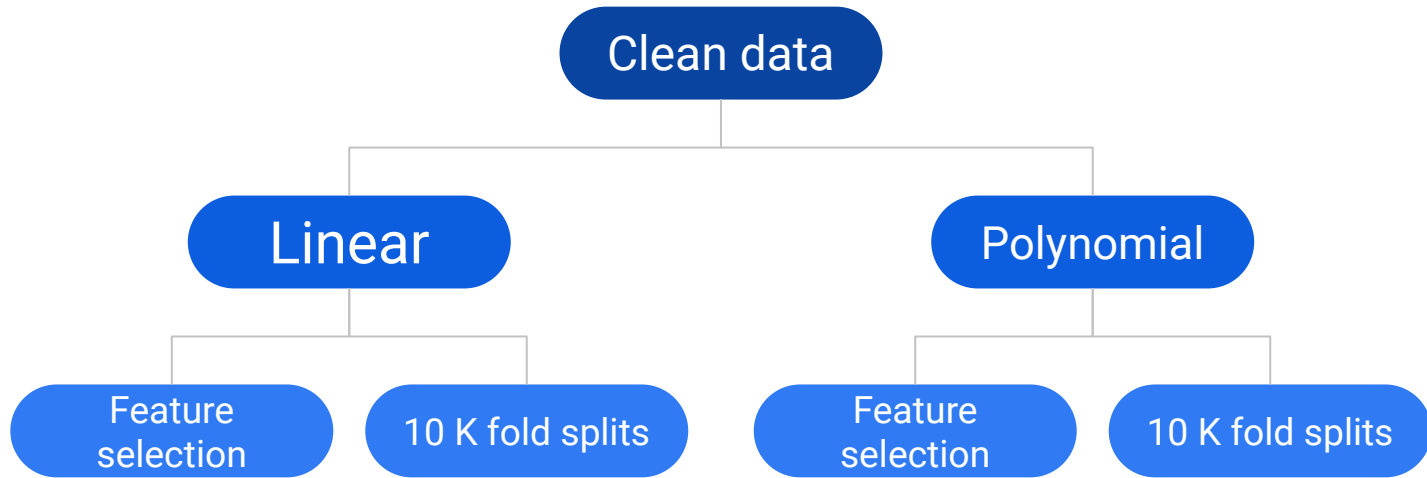 Clean data
Linear
Polynomial
Feature
selection
10 K fold splits
Feature
selection
10 K fold splits